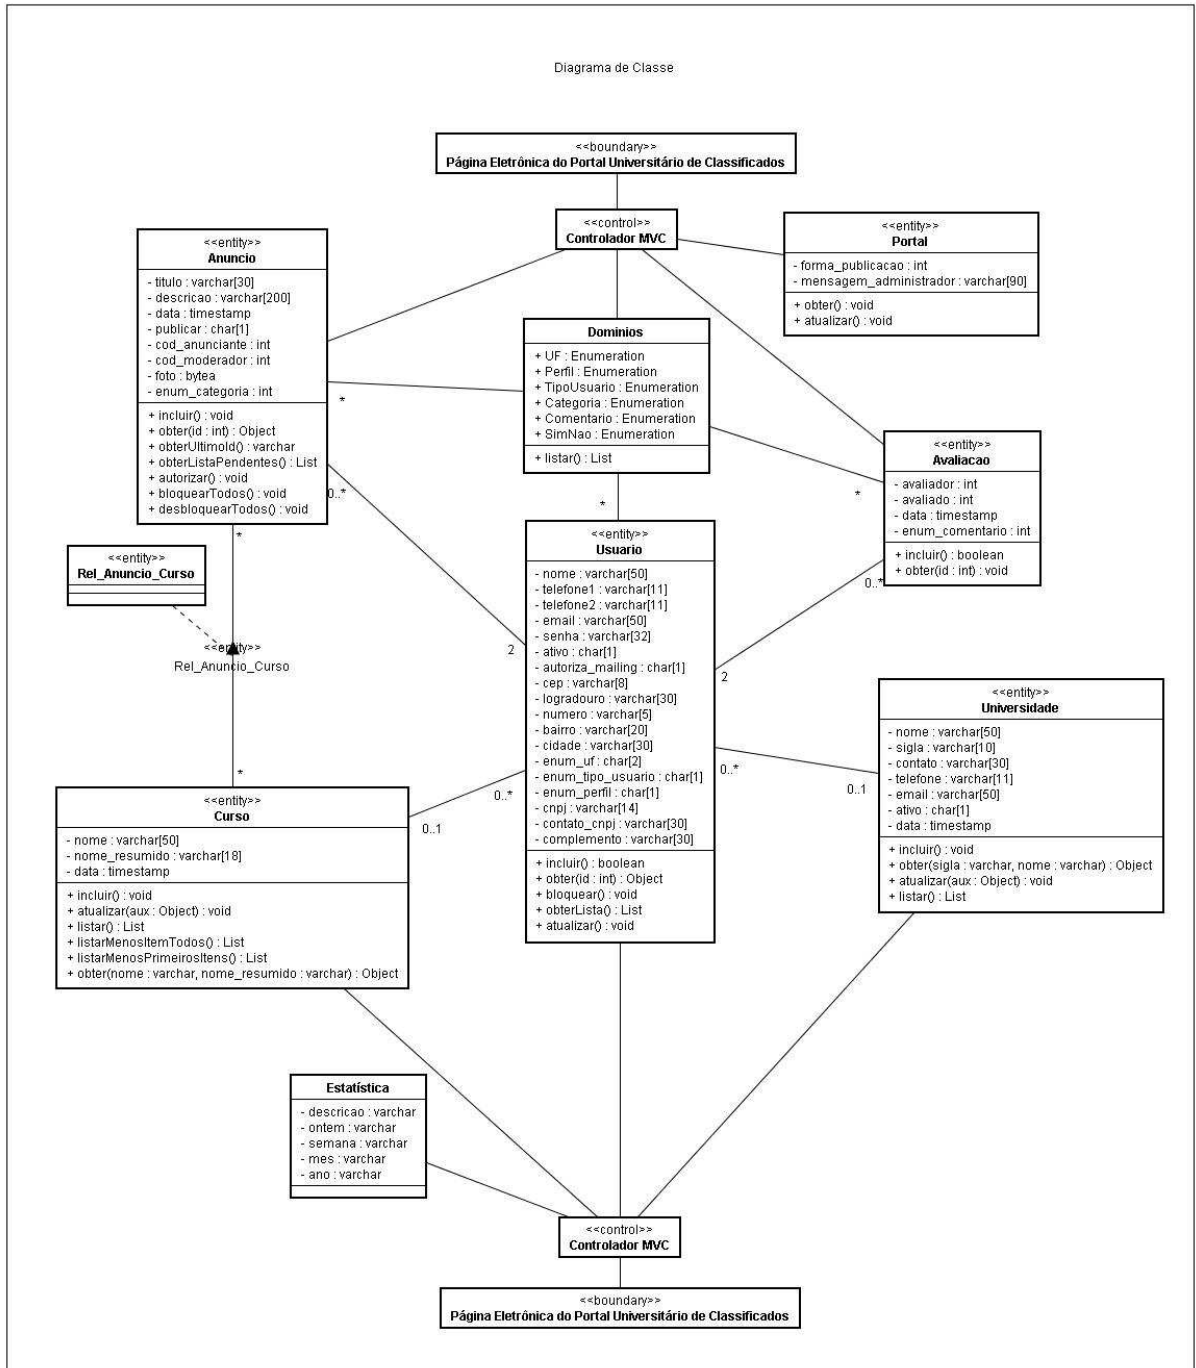 Diagrama de Classe
<<boundary>>
Página Eletrônica do Portal Universitário de Classificados
<<control>>
Controlador MVC
<<entity>>
Portal
- forma_publicacao : int
- mensagem_administrador : varchar[90]
+ obter() : void
+ atualizar() : void
<<entity>>
Anuncio
- titulo : varchar[30]
- descricao : varchar[200]
- data : timestamp
- publicar : char[1]
- cod_anunciante : int
- cod_moderador : int
- foto : bytea
- enum_categoria : int
+ incluir() : void
+ obter(id : int) : Object
+ obterUltimoId() : varchar
+ obterListaPendentes() : List
+ autorizar() : void
+ bloquearTodos() : void
+ desbloquearTodos() : void
*
0..*
*
Dominios
+ UF : Enumeration
+ Perfil : Enumeration
+ TipoUsuario : Enumeration
+ Categoria : Enumeration
+ Comentario : Enumeration
+ SimNao : Enumeration
+ listar() : List
*
*
<<entity>>
Avaliacao
- avaliador : int
- avaliado : int
- data : timestamp
- enum_comentario : int
+ incluir() : boolean
+ obter(id : int) : void
0..*
<<entity>>
Rel_Anuncio_Curso
<<entity>>
Rel_Anuncio_Curso
*
<<entity>>
Usuario
- nome : varchar[50]
- telefone1 : varchar[11]
- telefone2 : varchar[11]
- email : varchar[50]
- senha : varchar[32]
- ativo : char[1]
- autoriza_mailing : char[1]
- cep : varchar[8]
- logradouro : varchar[30]
- numero : varchar[5]
- bairro : varchar[20]
- cidade : varchar[30]
- enum_uf : char[2]
- enum_tipo_usuario : char[1]
- enum_perfil : char[1]
- cnpj : varchar[14]
- contato_cnpj : varchar[30]
- complemento : varchar[30]
+ incluir() : boolean
+ obter(id : int) : Object
+ bloquear() : void
+ obterLista() : List
+ atualizar() : void
2
2
0..*
0..*
0..1
0..1
<<entity>>
Universidade
- nome : varchar[50]
- sigla : varchar[10]
- contato : varchar[30]
- telefone : varchar[11]
- email : varchar[50]
- ativo : char[1]
- data : timestamp
+ incluir() : void
+ obter(sigla : varchar, nome : varchar) : Object
+ atualizar(aux : Object) : void
+ listar() : List
<<entity>>
Curso
- nome : varchar[50]
- nome_resumido : varchar[18]
- data : timestamp
+ incluir() : void
+ atualizar(aux : Object) : void
+ listar() : List
+ listarMenosItemTodos() : List
+ listarMenosPrimeirosItens() : List
+ obter(nome : varchar, nome_resumido : varchar) : Object
Estatística
- descricao : varchar
- ontem : varchar
- semana : varchar
- mes : varchar
- ano : varchar
<<control>>
Controlador MVC
<<boundary>>
Página Eletrônica do Portal Universitário de Classificados